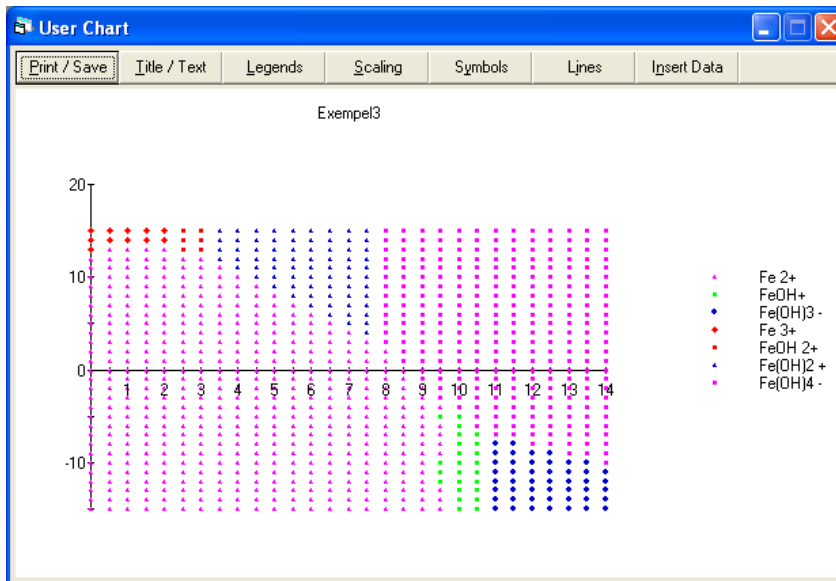 User Chart
Print / Save Title / Text Legends Scaling Symbols Lines Insert Data
Exempel3
20
10
0
1 2 3 4 5 6 7 8 9 10 11 12 13 14
-10
Fe 2+
FeOH+
Fe(OH)3 -
Fe 3+
FeOH 2+
Fe(OH)2 +
Fe(OH)4 -